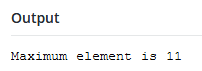 Output
Maximum element is 11